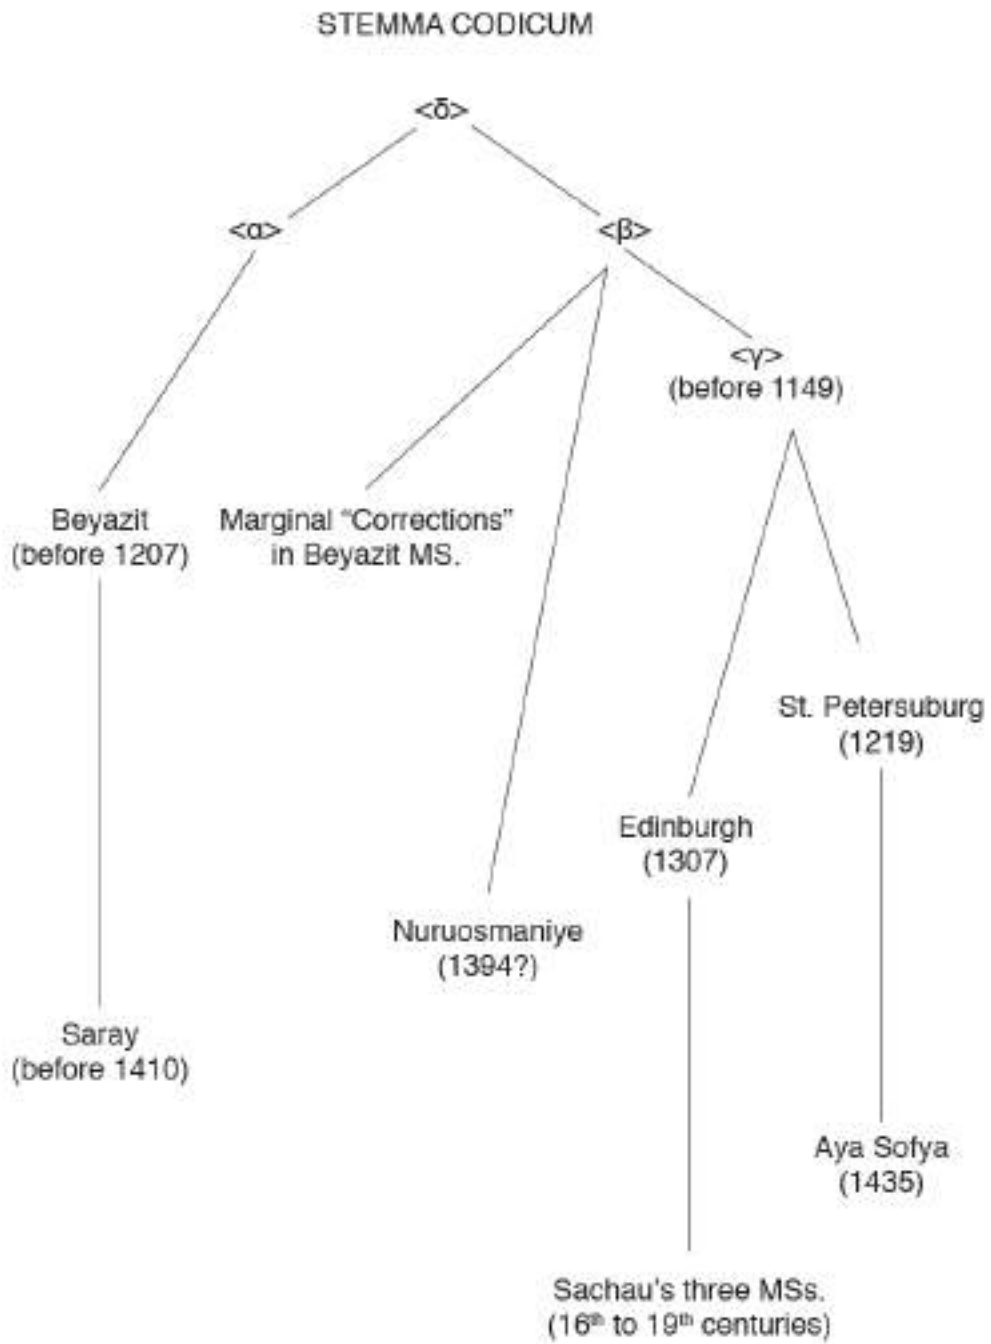 STEMMA CODICUM
<δ>
<α>
<β>
<γ>
(before 1149)
Beyazit
(before 1207)
Marginal “Corrections”
in Beyazit MS.
St. Petersuburg
(1219)
Edinburgh
(1307)
Nuruosmaniye
(1394?)
Saray
(before 1410)
Aya Sofya
(1435)
Sachau's three MSs.
(16th to 19th centuries)